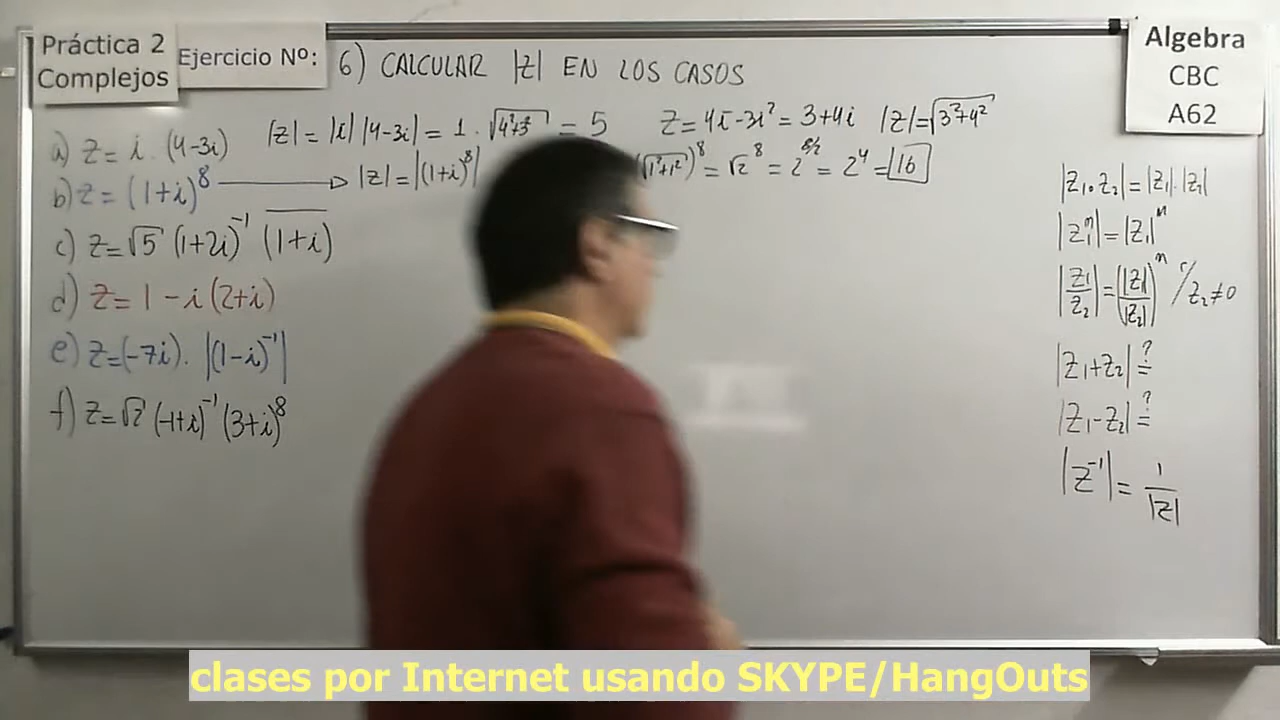 Práctica 2
Complejos
Ejercicio Nº:
6) CALCULAR |Z| EN LOS CASOS
Algebra
CBC
A62
a) Z = i . (4-3i) |Z| = |i| |4-3i| = 1 . √(4²+3²) = 5 Z = 4i-3i² = 3+4i |Z| = √(3²+4²)
b) Z = (1+i)⁸ → |Z| = |(1+i)⁸| (√(1²+1²))⁸ = √2⁸ = 2^(8/2) = 2⁴ = 16
c) Z = √5 (1+2i)⁻¹ (1+i)̅
d) Z = 1 - i (2+i)
e) Z = (-7i) . |(1-i)⁻¹|
f) Z = √2 (-1+i)⁻¹ (3+i)⁸
|Z₁.Z₂| = |Z₁|.|Z₂|
|Z₁ⁿ| = |Z₁|ⁿ
|Z₁/Z₂| = (|Z₁|/|Z₂|)ⁿ / Z₂ ≠ 0
|Z₁+Z₂| ?=
|Z₁-Z₂| ?=
|Z⁻¹| = 1/|Z|
clases por Internet usando SKYPE/HangOuts